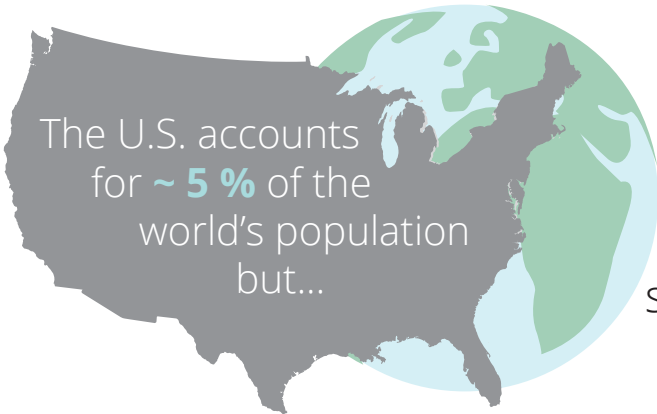 The U.S. accounts
for ~ 5 % of the
world's population
but...